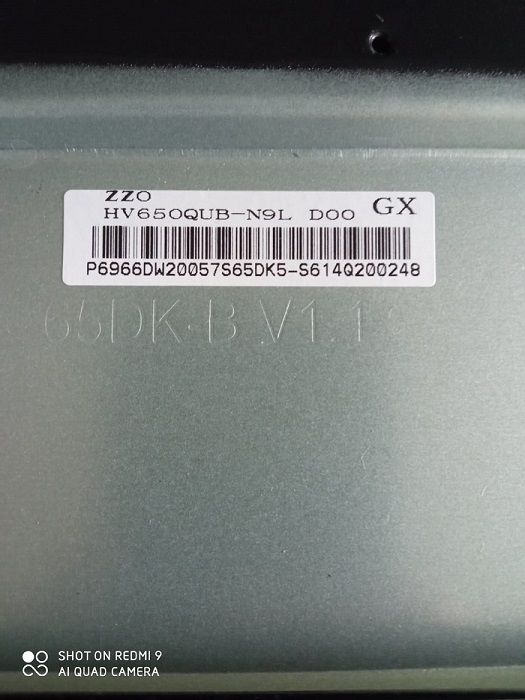 ZZO
HV650QUB-N9L D00 GX
P6966DW20057S65DK5-S614Q200248
65DK-B V1.1
SHOT ON REDMI 9
AI QUAD CAMERA